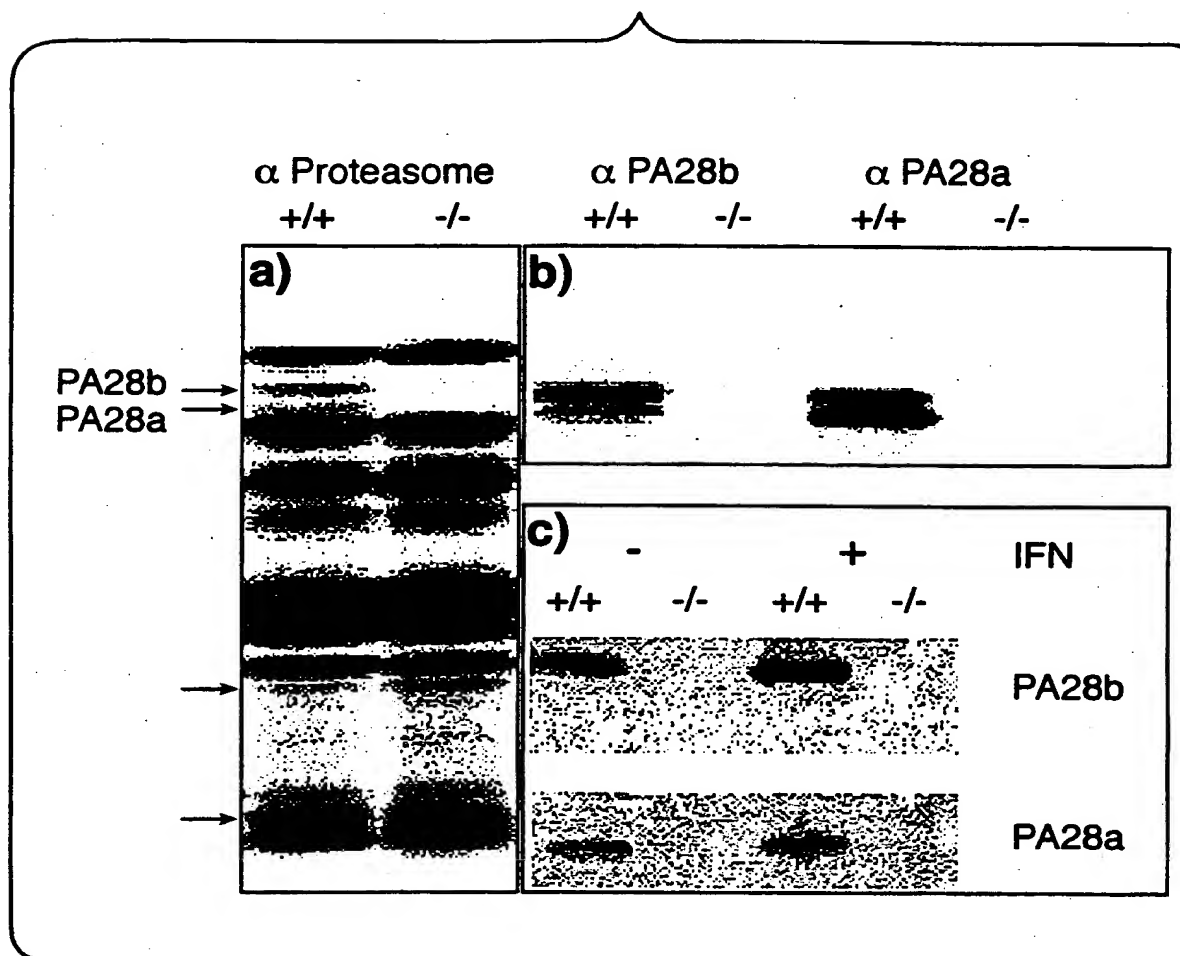 α Proteasome α PA28b α PA28a
+/+ -/- +/+ -/- +/+ -/-
a)
b)
PA28b
PA28a
c)
- + IFN
+/+ -/- +/+ -/-
PA28b
PA28a